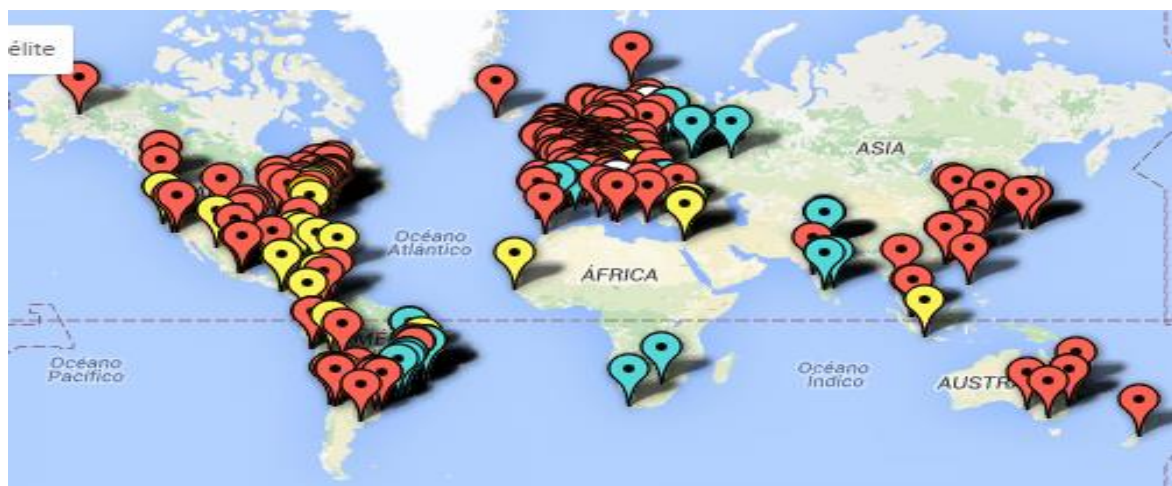 élite
ASIA
Océano
Atlántico
ÁFRICA
Océano
Pacífico
Océano
Índico
AUSTR